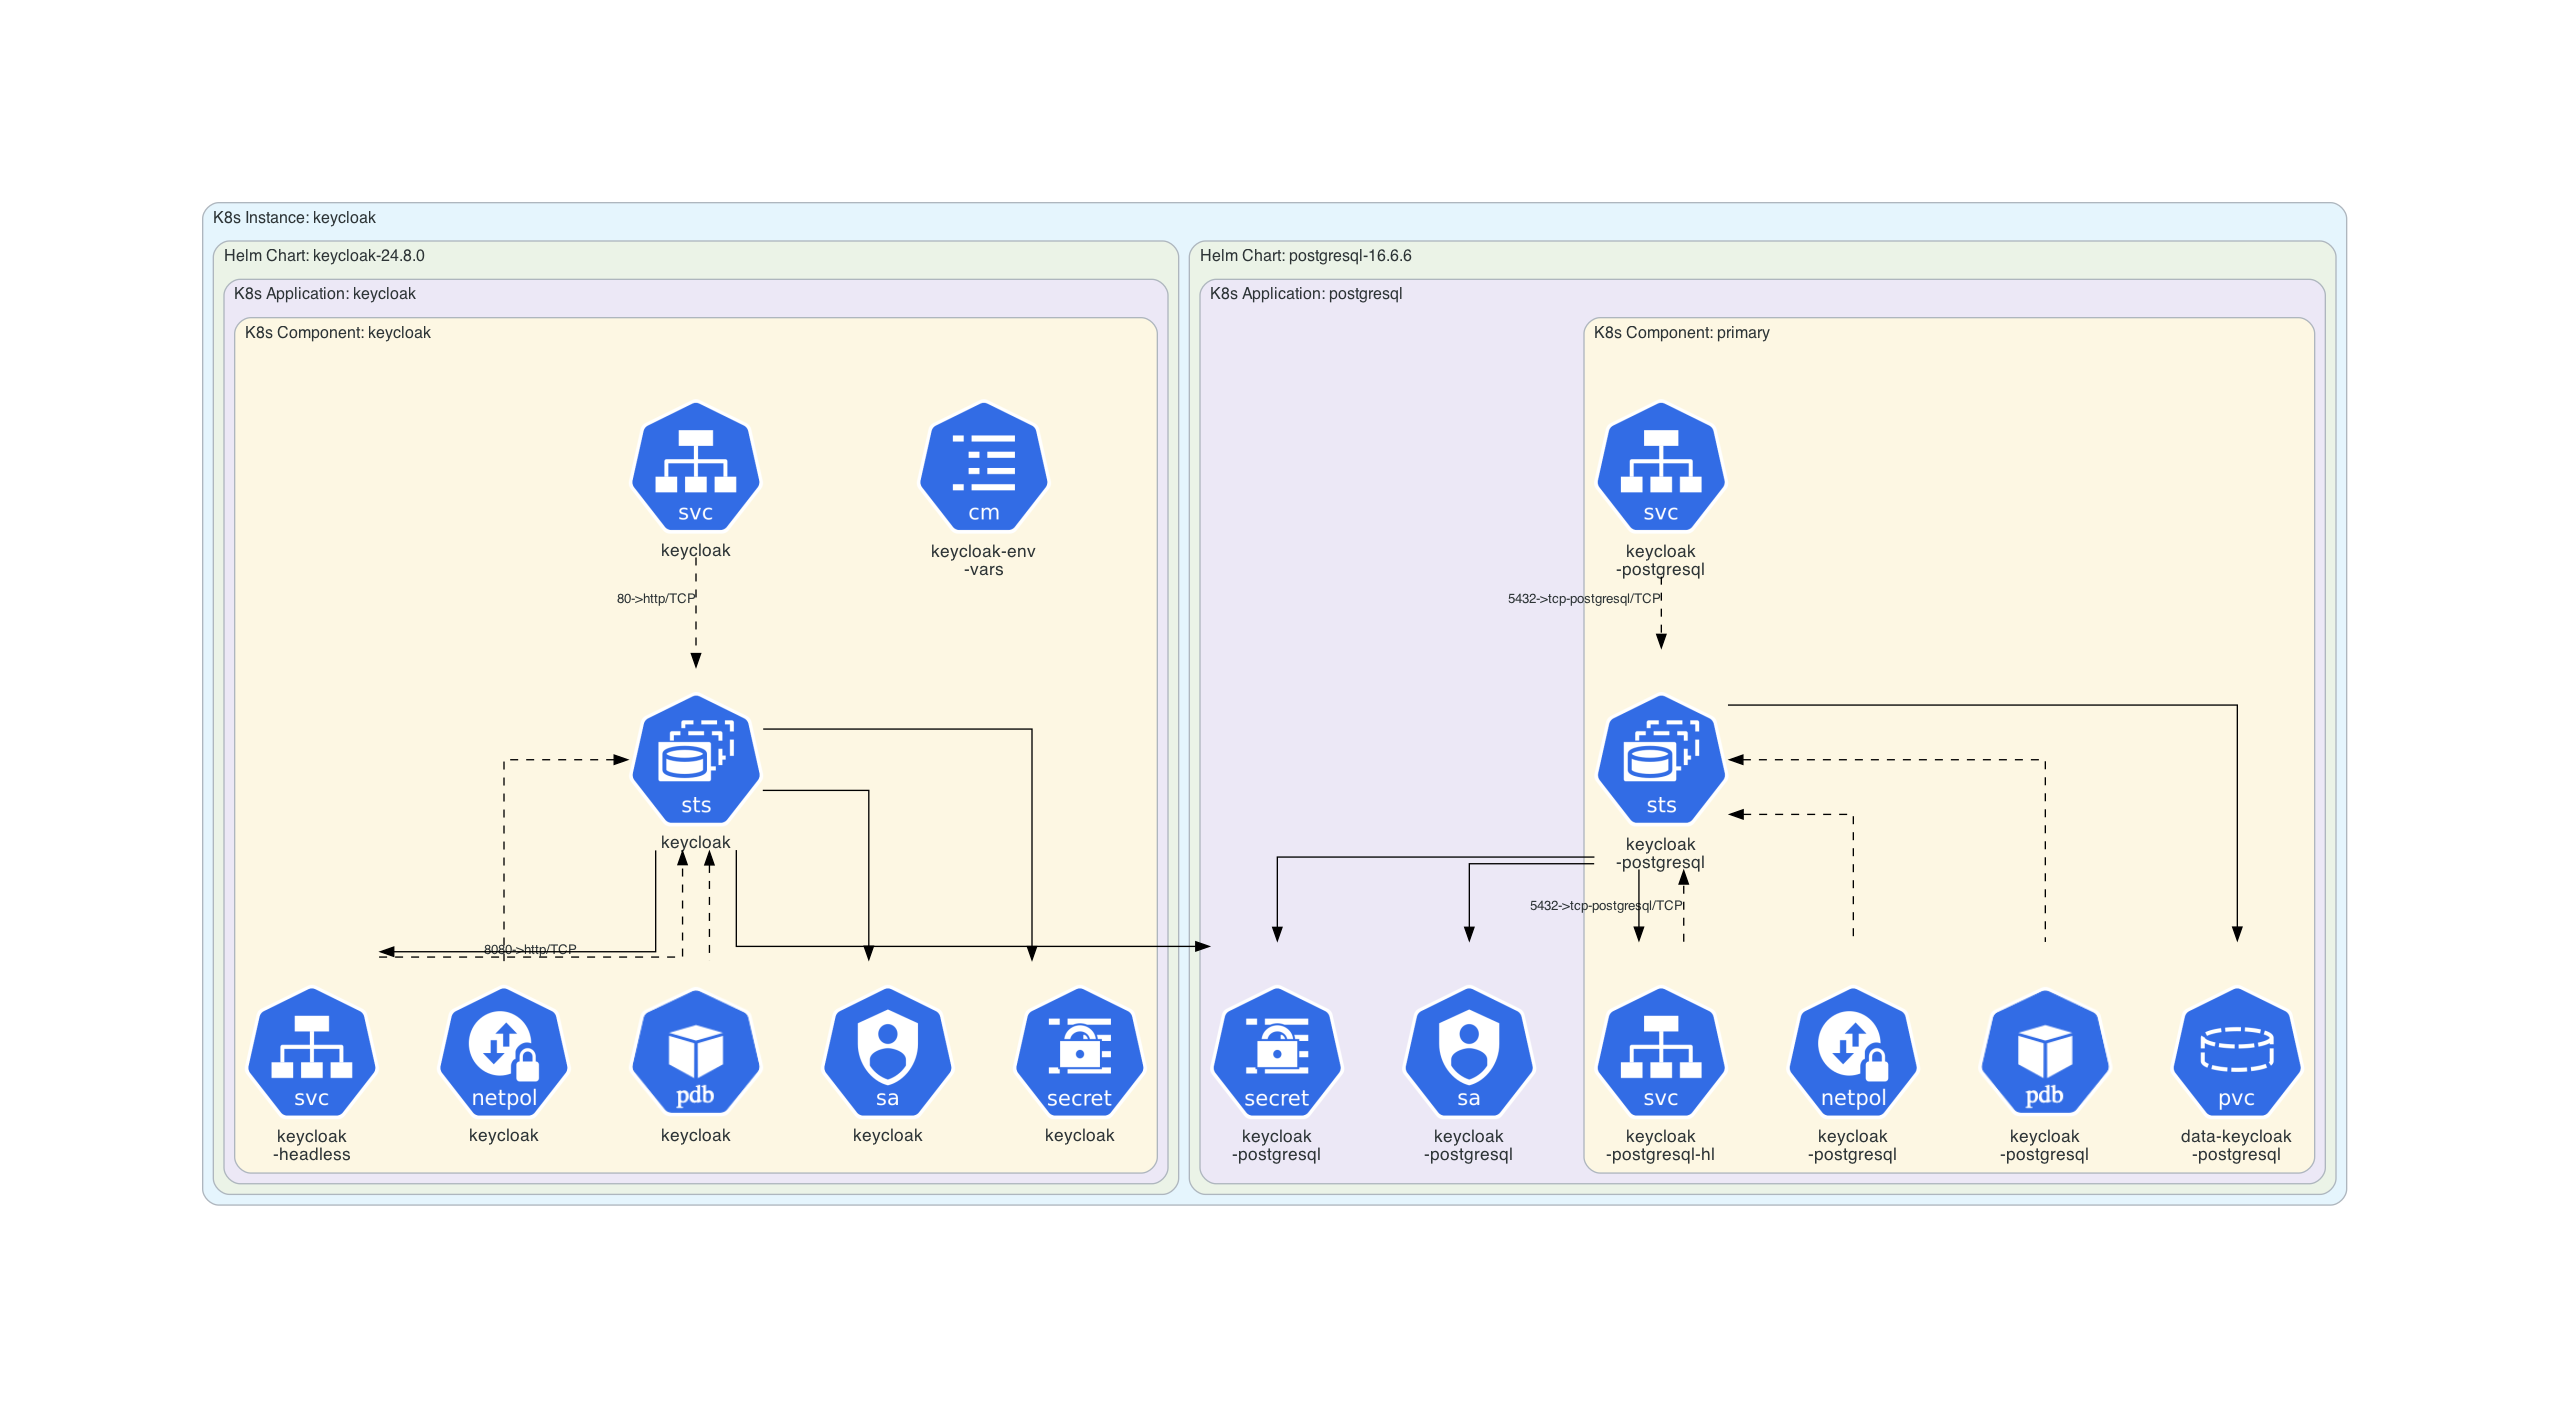 K8s Instance: keycloak
Helm Chart: keycloak-24.8.0
K8s Application: keycloak
K8s Component: keycloak
svc
keycloak
cm
keycloak-env
-vars
80->http/TCP
sts
keycloak
8080->http/TCP
svc
keycloak
-headless
netpol
keycloak
pdb
keycloak
sa
keycloak
secret
keycloak
Helm Chart: postgresql-16.6.6
K8s Application: postgresql
K8s Component: primary
svc
keycloak
-postgresql
5432->tcp-postgresql/TCP
sts
keycloak
-postgresql
5432->tcp-postgresql/TCP
secret
keycloak
-postgresql
sa
keycloak
-postgresql
svc
keycloak
-postgresql-hl
netpol
keycloak
-postgresql
pdb
keycloak
-postgresql
pvc
data-keycloak
-postgresql